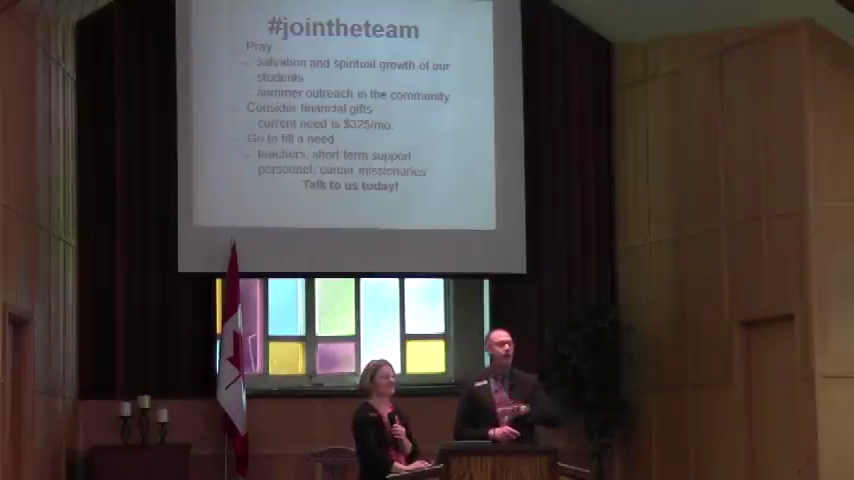 #jointheteam
Pray
salvation and spiritual growth of our
students
summer outreach in the community
Consider financial gifts
current need is $325/mo.
Go to fill a need
teachers, short term support
personnel, career missionaries
Talk to us today!